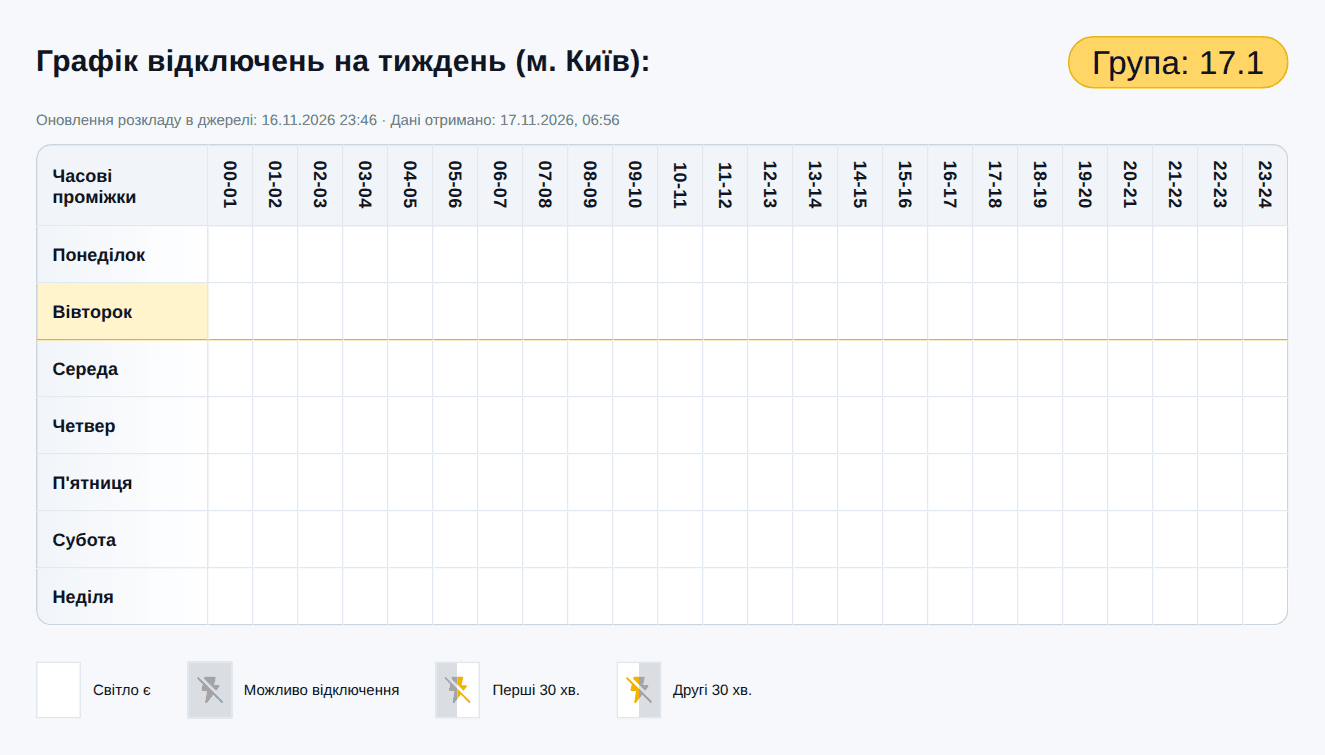 Графік відключень на тиждень (м. Київ):
Група: 17.1
Оновлення розкладу в джерелі: 16.11.2026 23:46 · Дані отримано: 17.11.2026, 06:56
Часові
проміжки
00-01
01-02
02-03
03-04
04-05
05-06
06-07
07-08
08-09
09-10
10-11
11-12
12-13
13-14
14-15
15-16
16-17
17-18
18-19
19-20
20-21
21-22
22-23
23-24
Понеділок
Вівторок
Середа
Четвер
П'ятниця
Субота
Неділя
Світло є
Можливо відключення
Перші 30 хв.
Другі 30 хв.